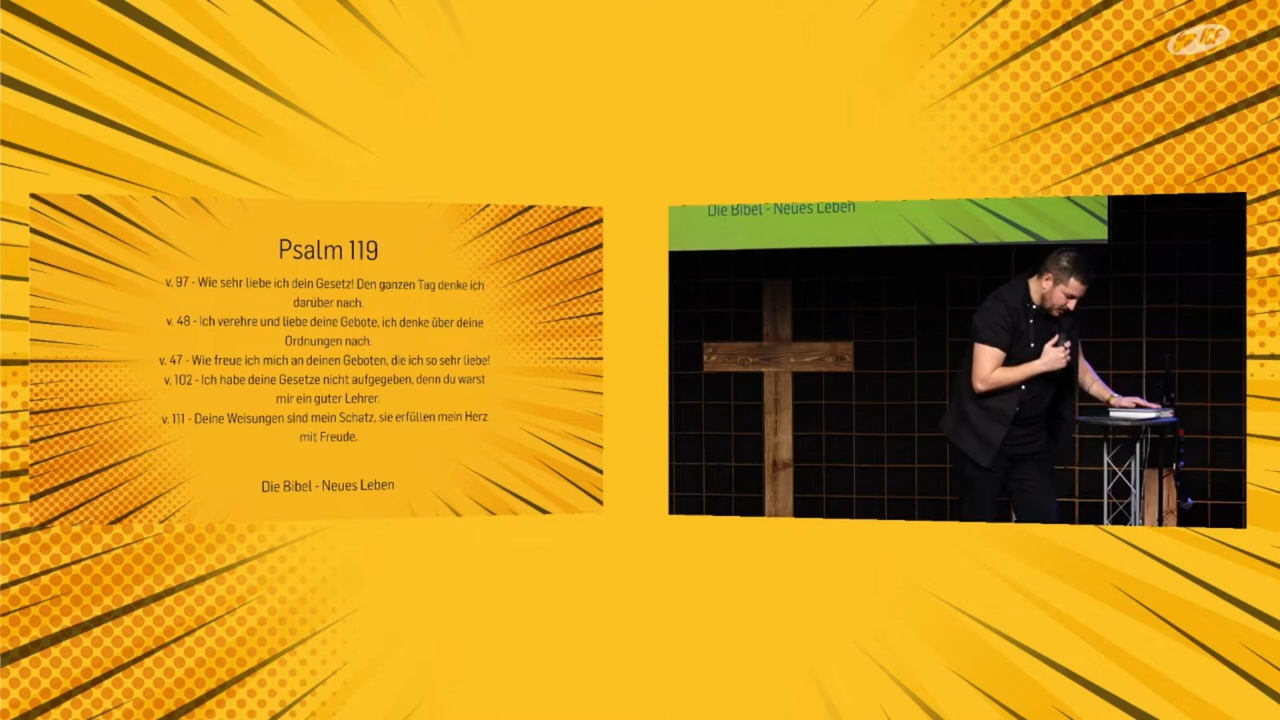 ICF
Psalm 119
v. 97 - Wie sehr liebe ich dein Gesetz! Den ganzen Tag denke ich
darüber nach.
v. 48 - Ich verehre und liebe deine Gebote, ich denke über deine
Ordnungen nach.
v. 47 - Wie freue ich mich an deinen Geboten, die ich so sehr liebe!
v. 102 - Ich habe deine Gesetze nicht aufgegeben, denn du warst
mir ein guter Lehrer.
v. 111 - Deine Weisungen sind mein Schatz, sie erfüllen mein Herz
mit Freude.
Die Bibel - Neues Leben
Die Bibel - Neues Leben